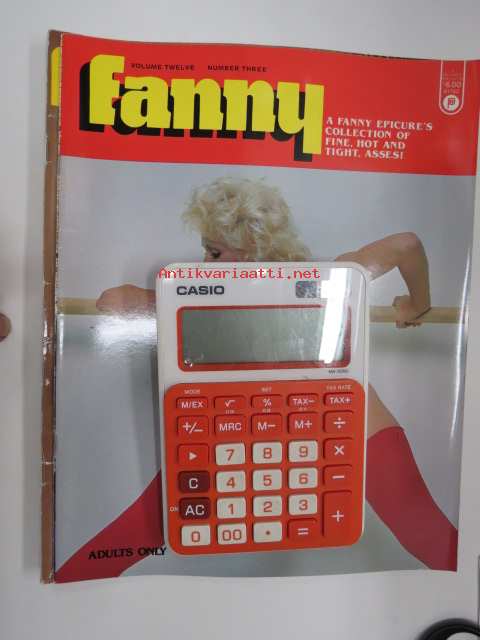 VOLUME TWELVE NUMBER THREE
fanny
A FANNY EPICURE'S
COLLECTION OF
FINE, HOT AND
TIGHT, ASSES!
6.00
Antikvariaatti.net
CASIO
MODE SET TAX RATE
M/EX √ % TAX− TAX+
+/− MRC M− M+ ÷
▶ 7 8 9 ×
C 4 5 6 −
ON AC 1 2 3 +
0 00 • =
ADULTS ONLY